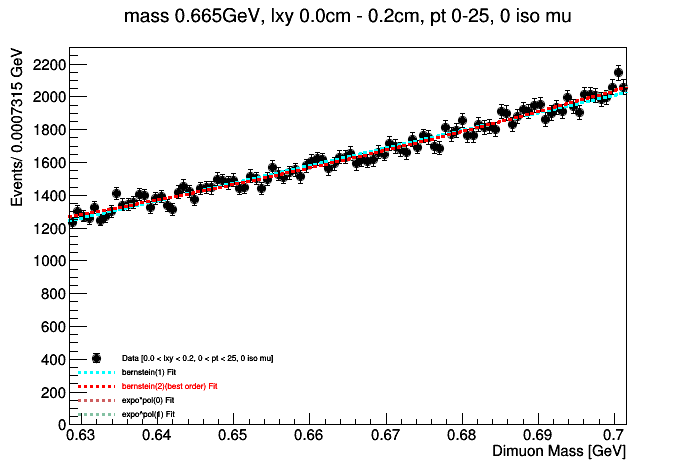 mass 0.665GeV, lxy 0.0cm - 0.2cm, pt 0-25, 0 iso mu
Events/ 0.0007315 GeV
2200
2000
1800
1600
1400
1200
1000
800
600
400
200
0
Data [0.0 < lxy < 0.2, 0 < pt < 25, 0 iso mu]
bernstein(1) Fit
bernstein(2)(best order) Fit
expo*pol(0) Fit
expo*pol(1) Fit
0.63 0.64 0.65 0.66 0.67 0.68 0.69 0.7
Dimuon Mass [GeV]